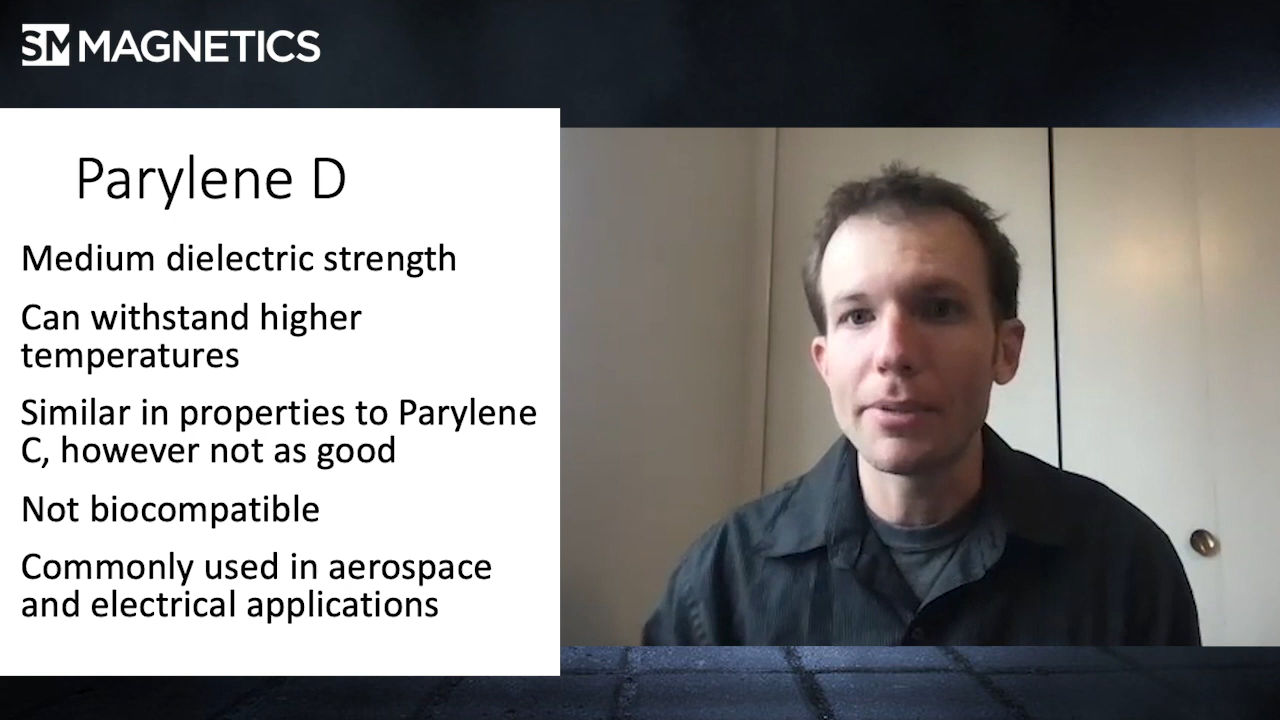 SM MAGNETICS
Parylene D
Medium dielectric strength
Can withstand higher
temperatures
Similar in properties to Parylene
C, however not as good
Not biocompatible
Commonly used in aerospace
and electrical applications